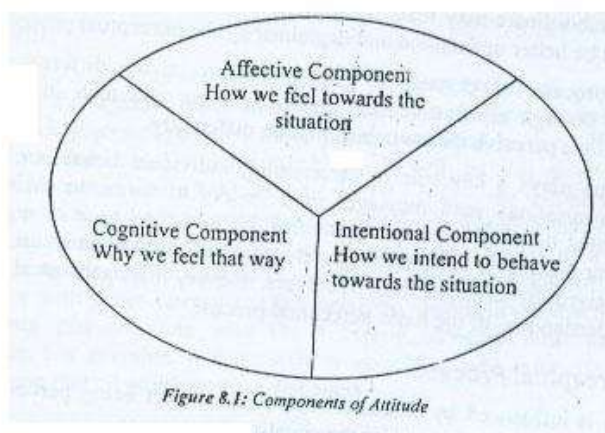 Affective Component
How we feel towards the
situation
Cognitive Component
Why we feel that way
Intentional Component
How we intend to behave
towards the situation
Figure 8.1: Components of Attitude